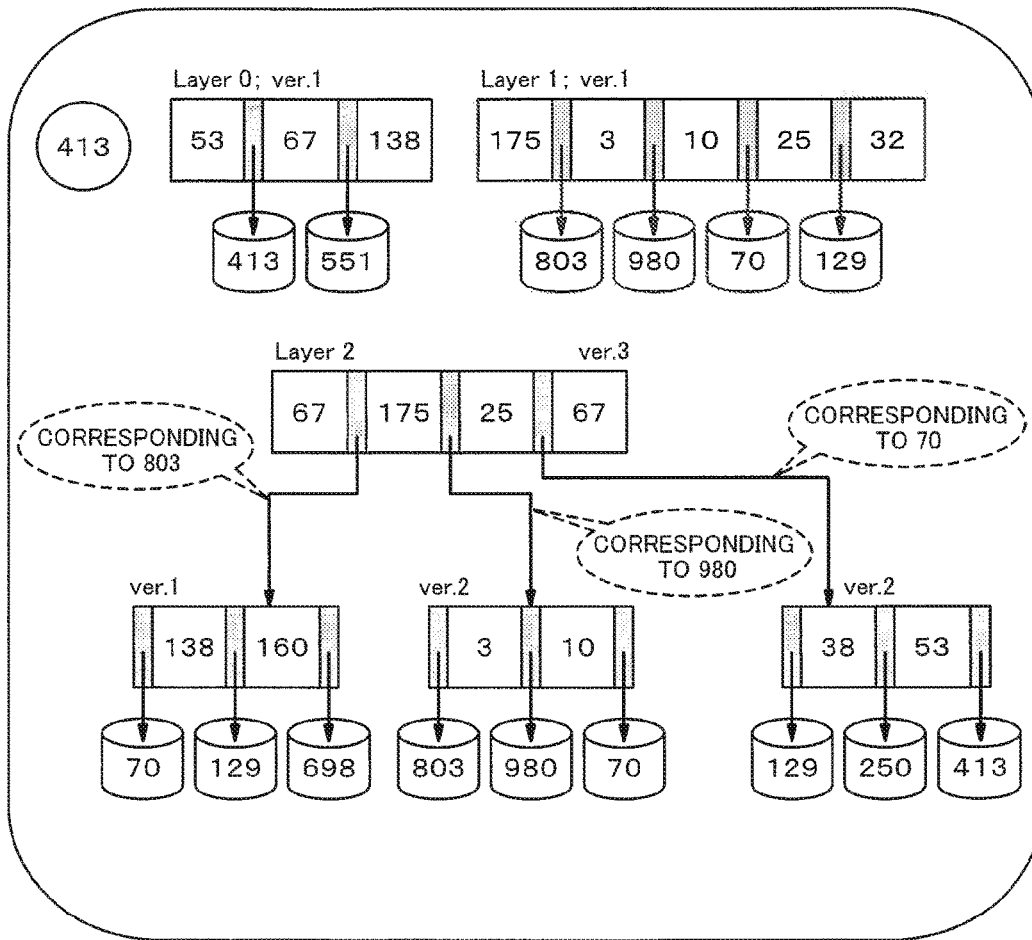 Layer 0; ver.1
Layer 1; ver.1
413
53 67 138
175 3 10 25 32
413 551
803 980 70 129
Layer 2 ver.3
67 175 25 67
CORRESPONDING
TO 803
CORRESPONDING
TO 70
CORRESPONDING
TO 980
ver.1
ver.2
ver.2
138 160
3 10
38 53
70 129 698
803 980 70
129 250 413